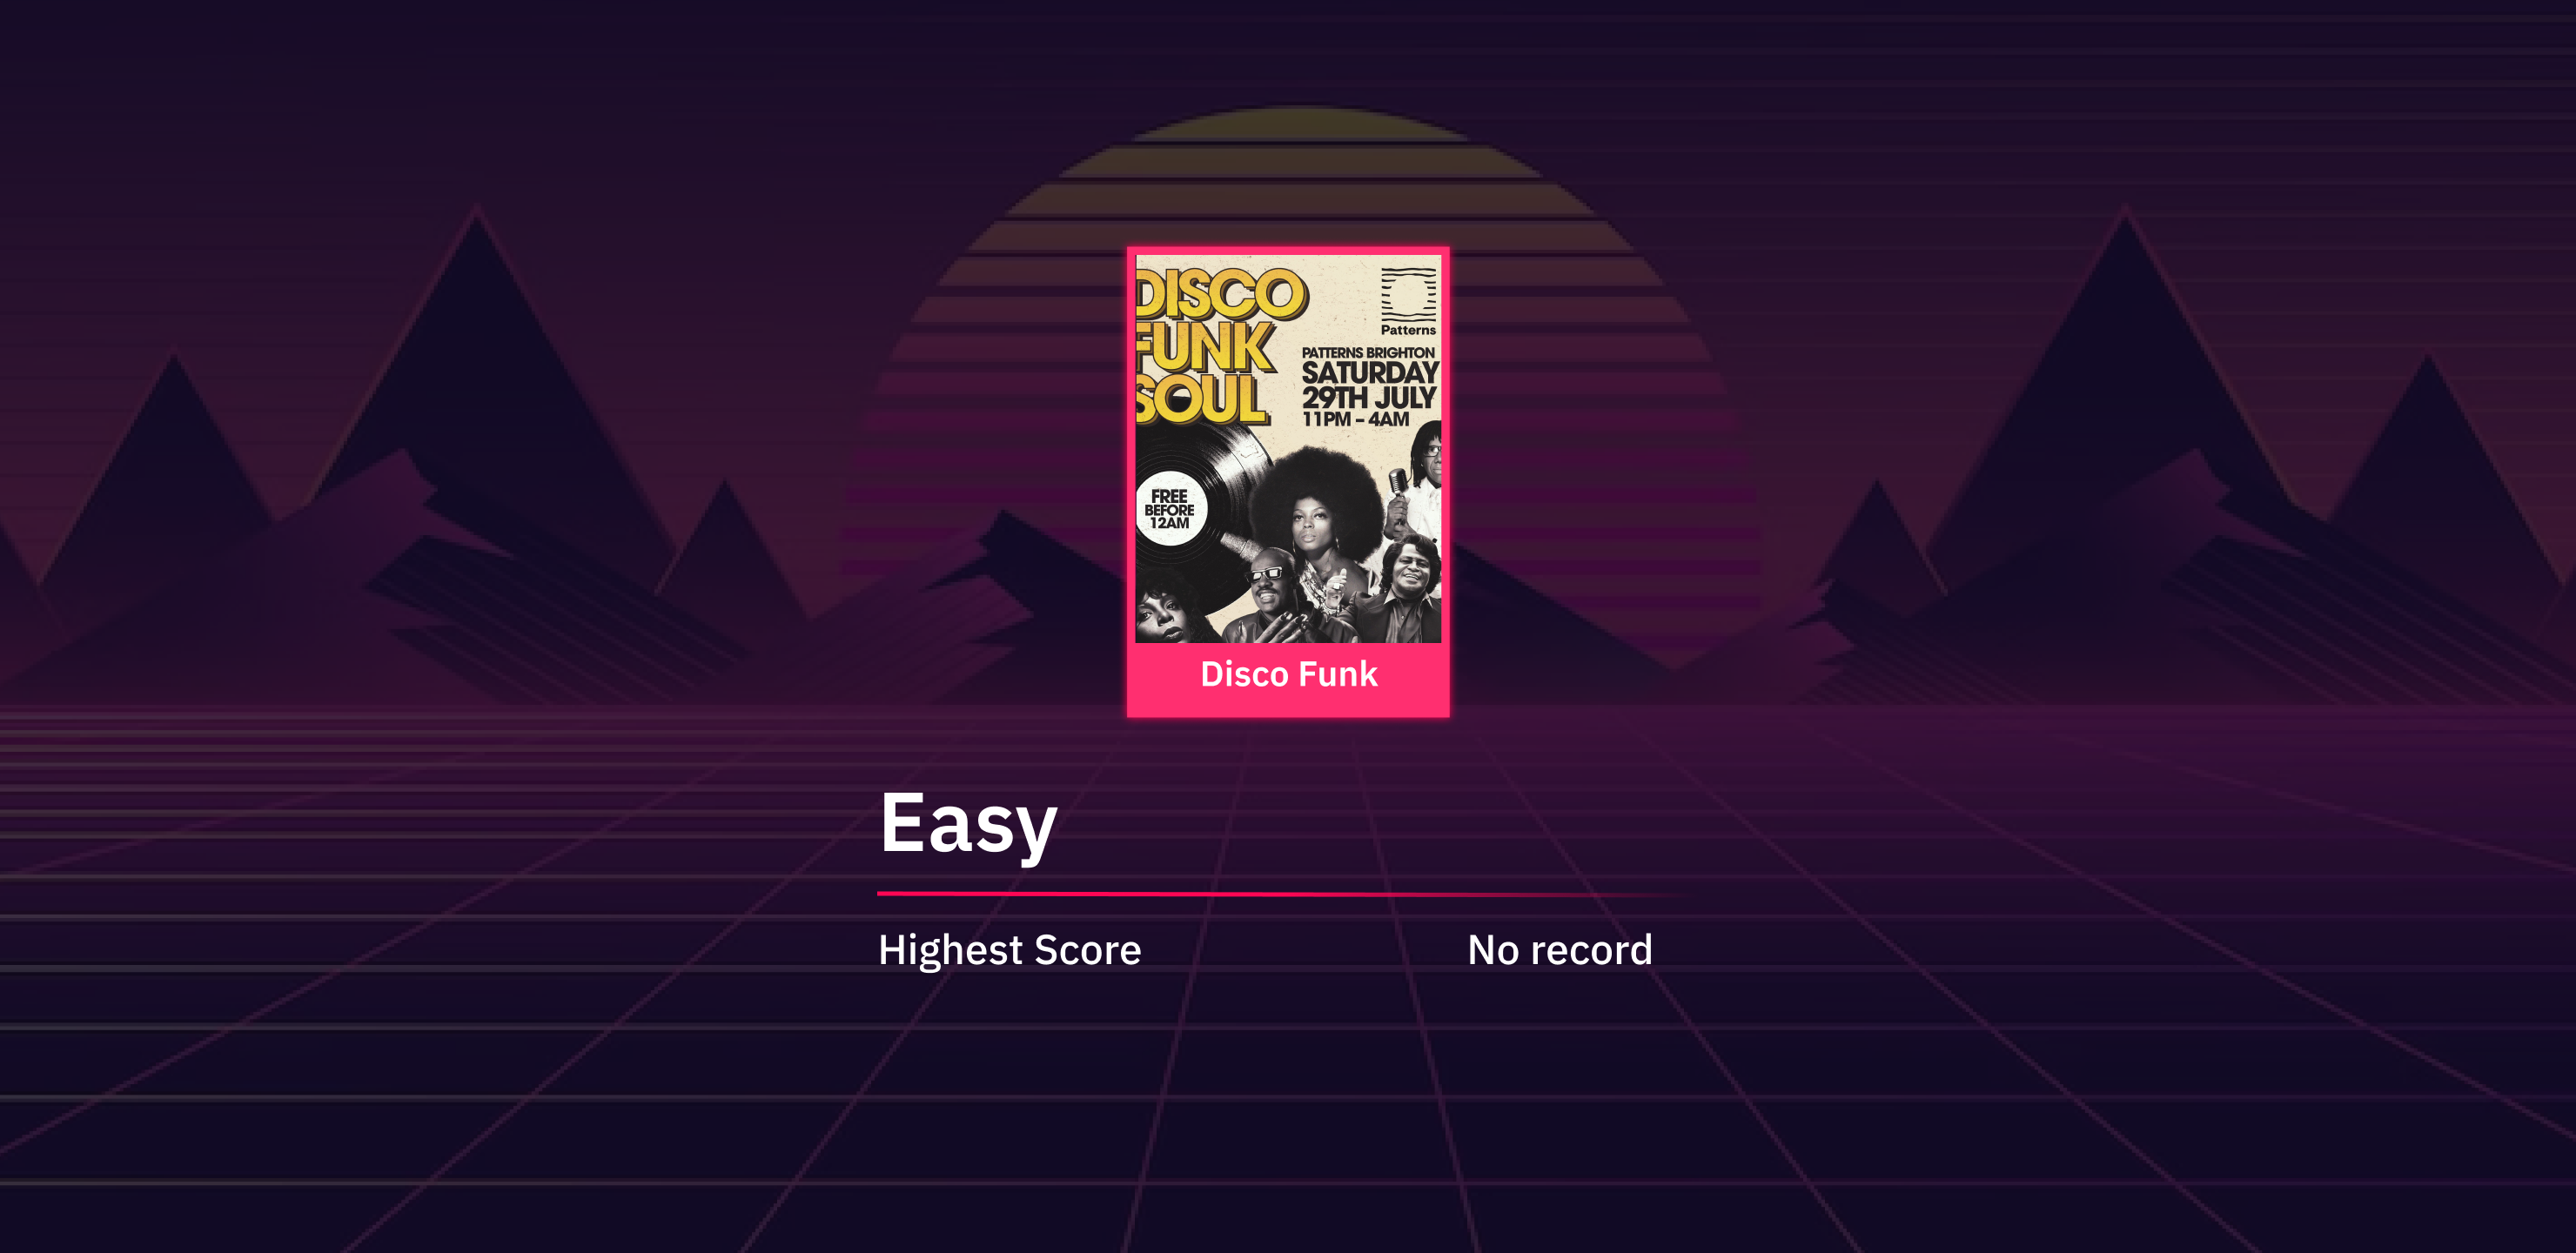 DISCO
FUNK
SOUL
Patterns
PATTERNS BRIGHTON
SATURDAY
29TH JULY
11PM – 4AM
FREE
BEFORE
12AM
Disco Funk
Easy
Highest Score
No record